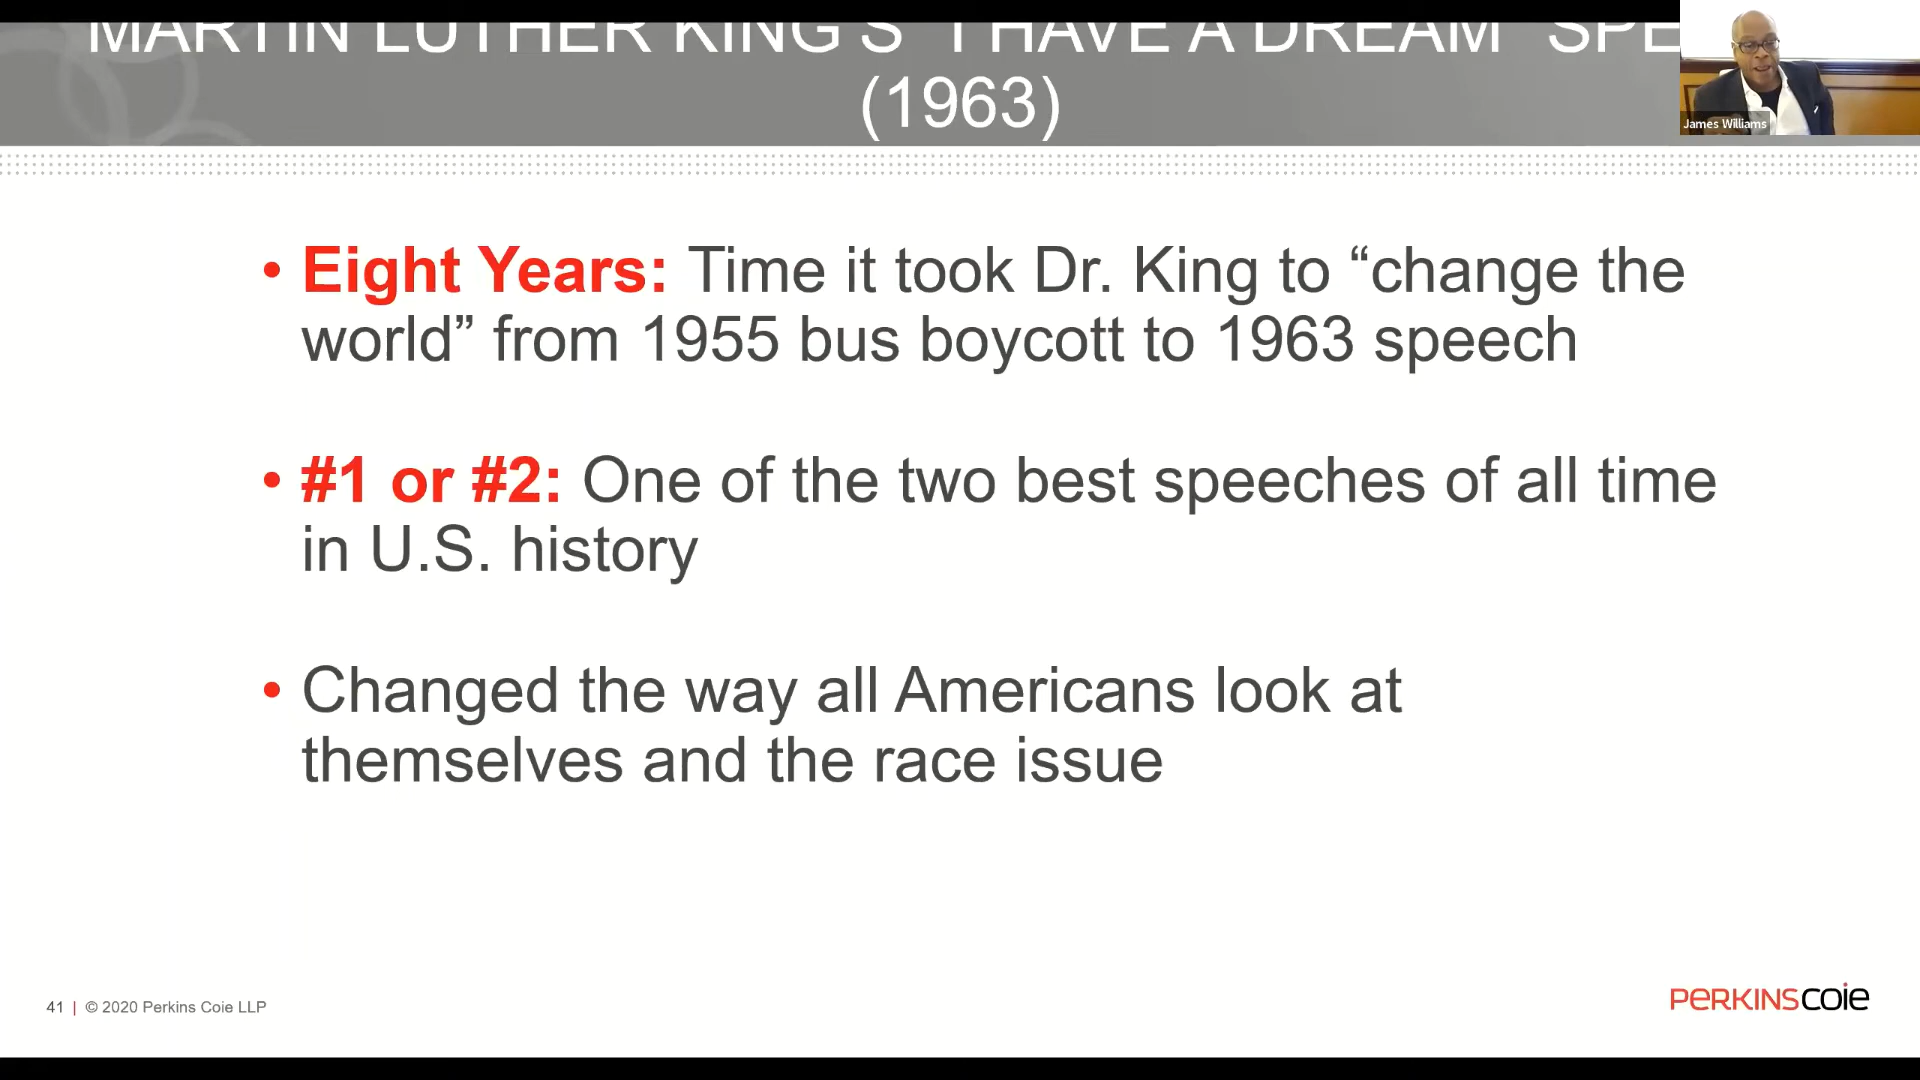 MARTIN LUTHER KING'S "I HAVE A DREAM" SPE
(1963)
James Williams
• Eight Years: Time it took Dr. King to “change the
world” from 1955 bus boycott to 1963 speech
• #1 or #2: One of the two best speeches of all time
in U.S. history
• Changed the way all Americans look at
themselves and the race issue
41 | © 2020 Perkins Coie LLP
PERKINSCOIE